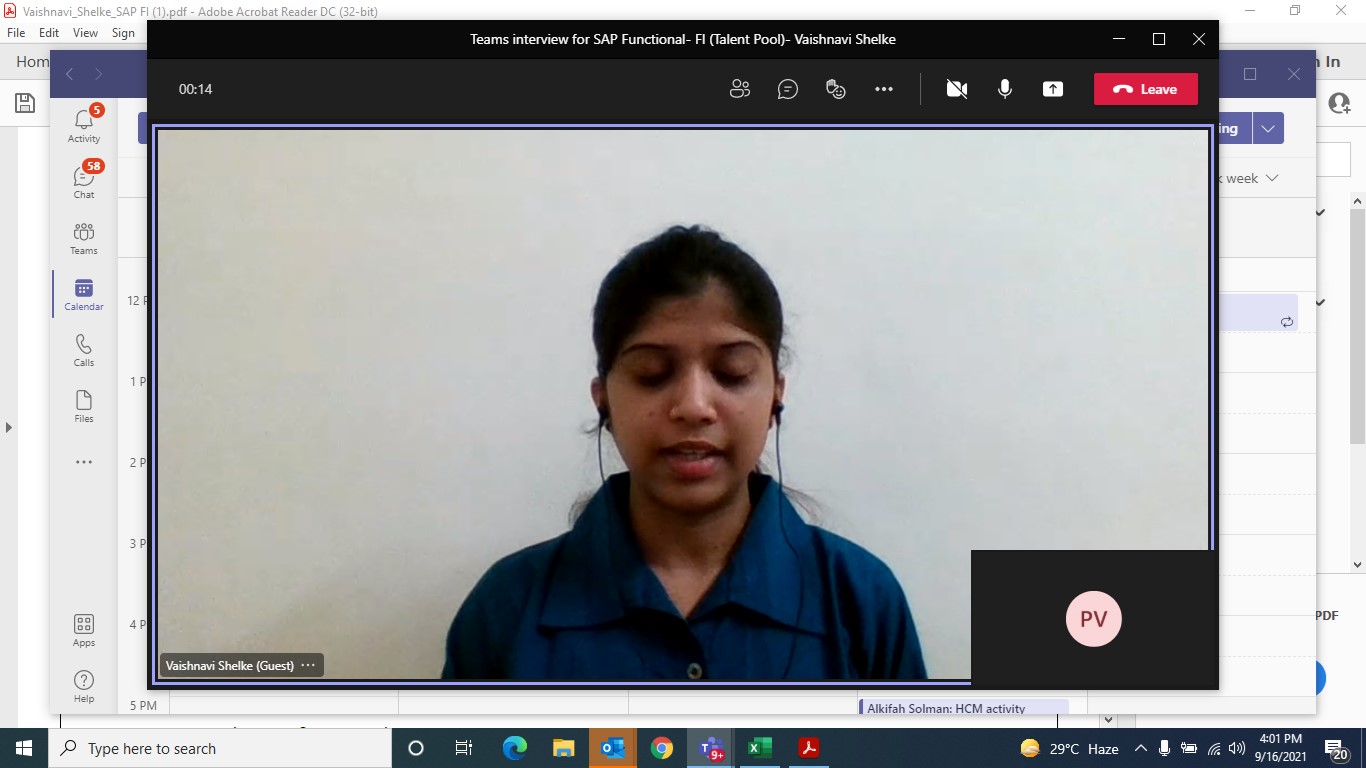 Vaishnavi_Shelke_SAP FI (1).pdf - Adobe Acrobat Reader DC (32-bit)
File Edit View Sign
Hom
n In
Teams interview for SAP Functional- FI (Talent Pool)- Vaishnavi Shelke
00:14
Leave
5
Activity
ing
58
Chat
k week
Teams
Calendar
12 P
Calls
1 P
Files
2 P
3 P
PV
PDF
Apps
4 P
Vaishnavi Shelke (Guest) ···
Help
5 PM
Alkifah Solman: HCM activity
Type here to search
9+
29°C Haze
4:01 PM
9/16/2021
20